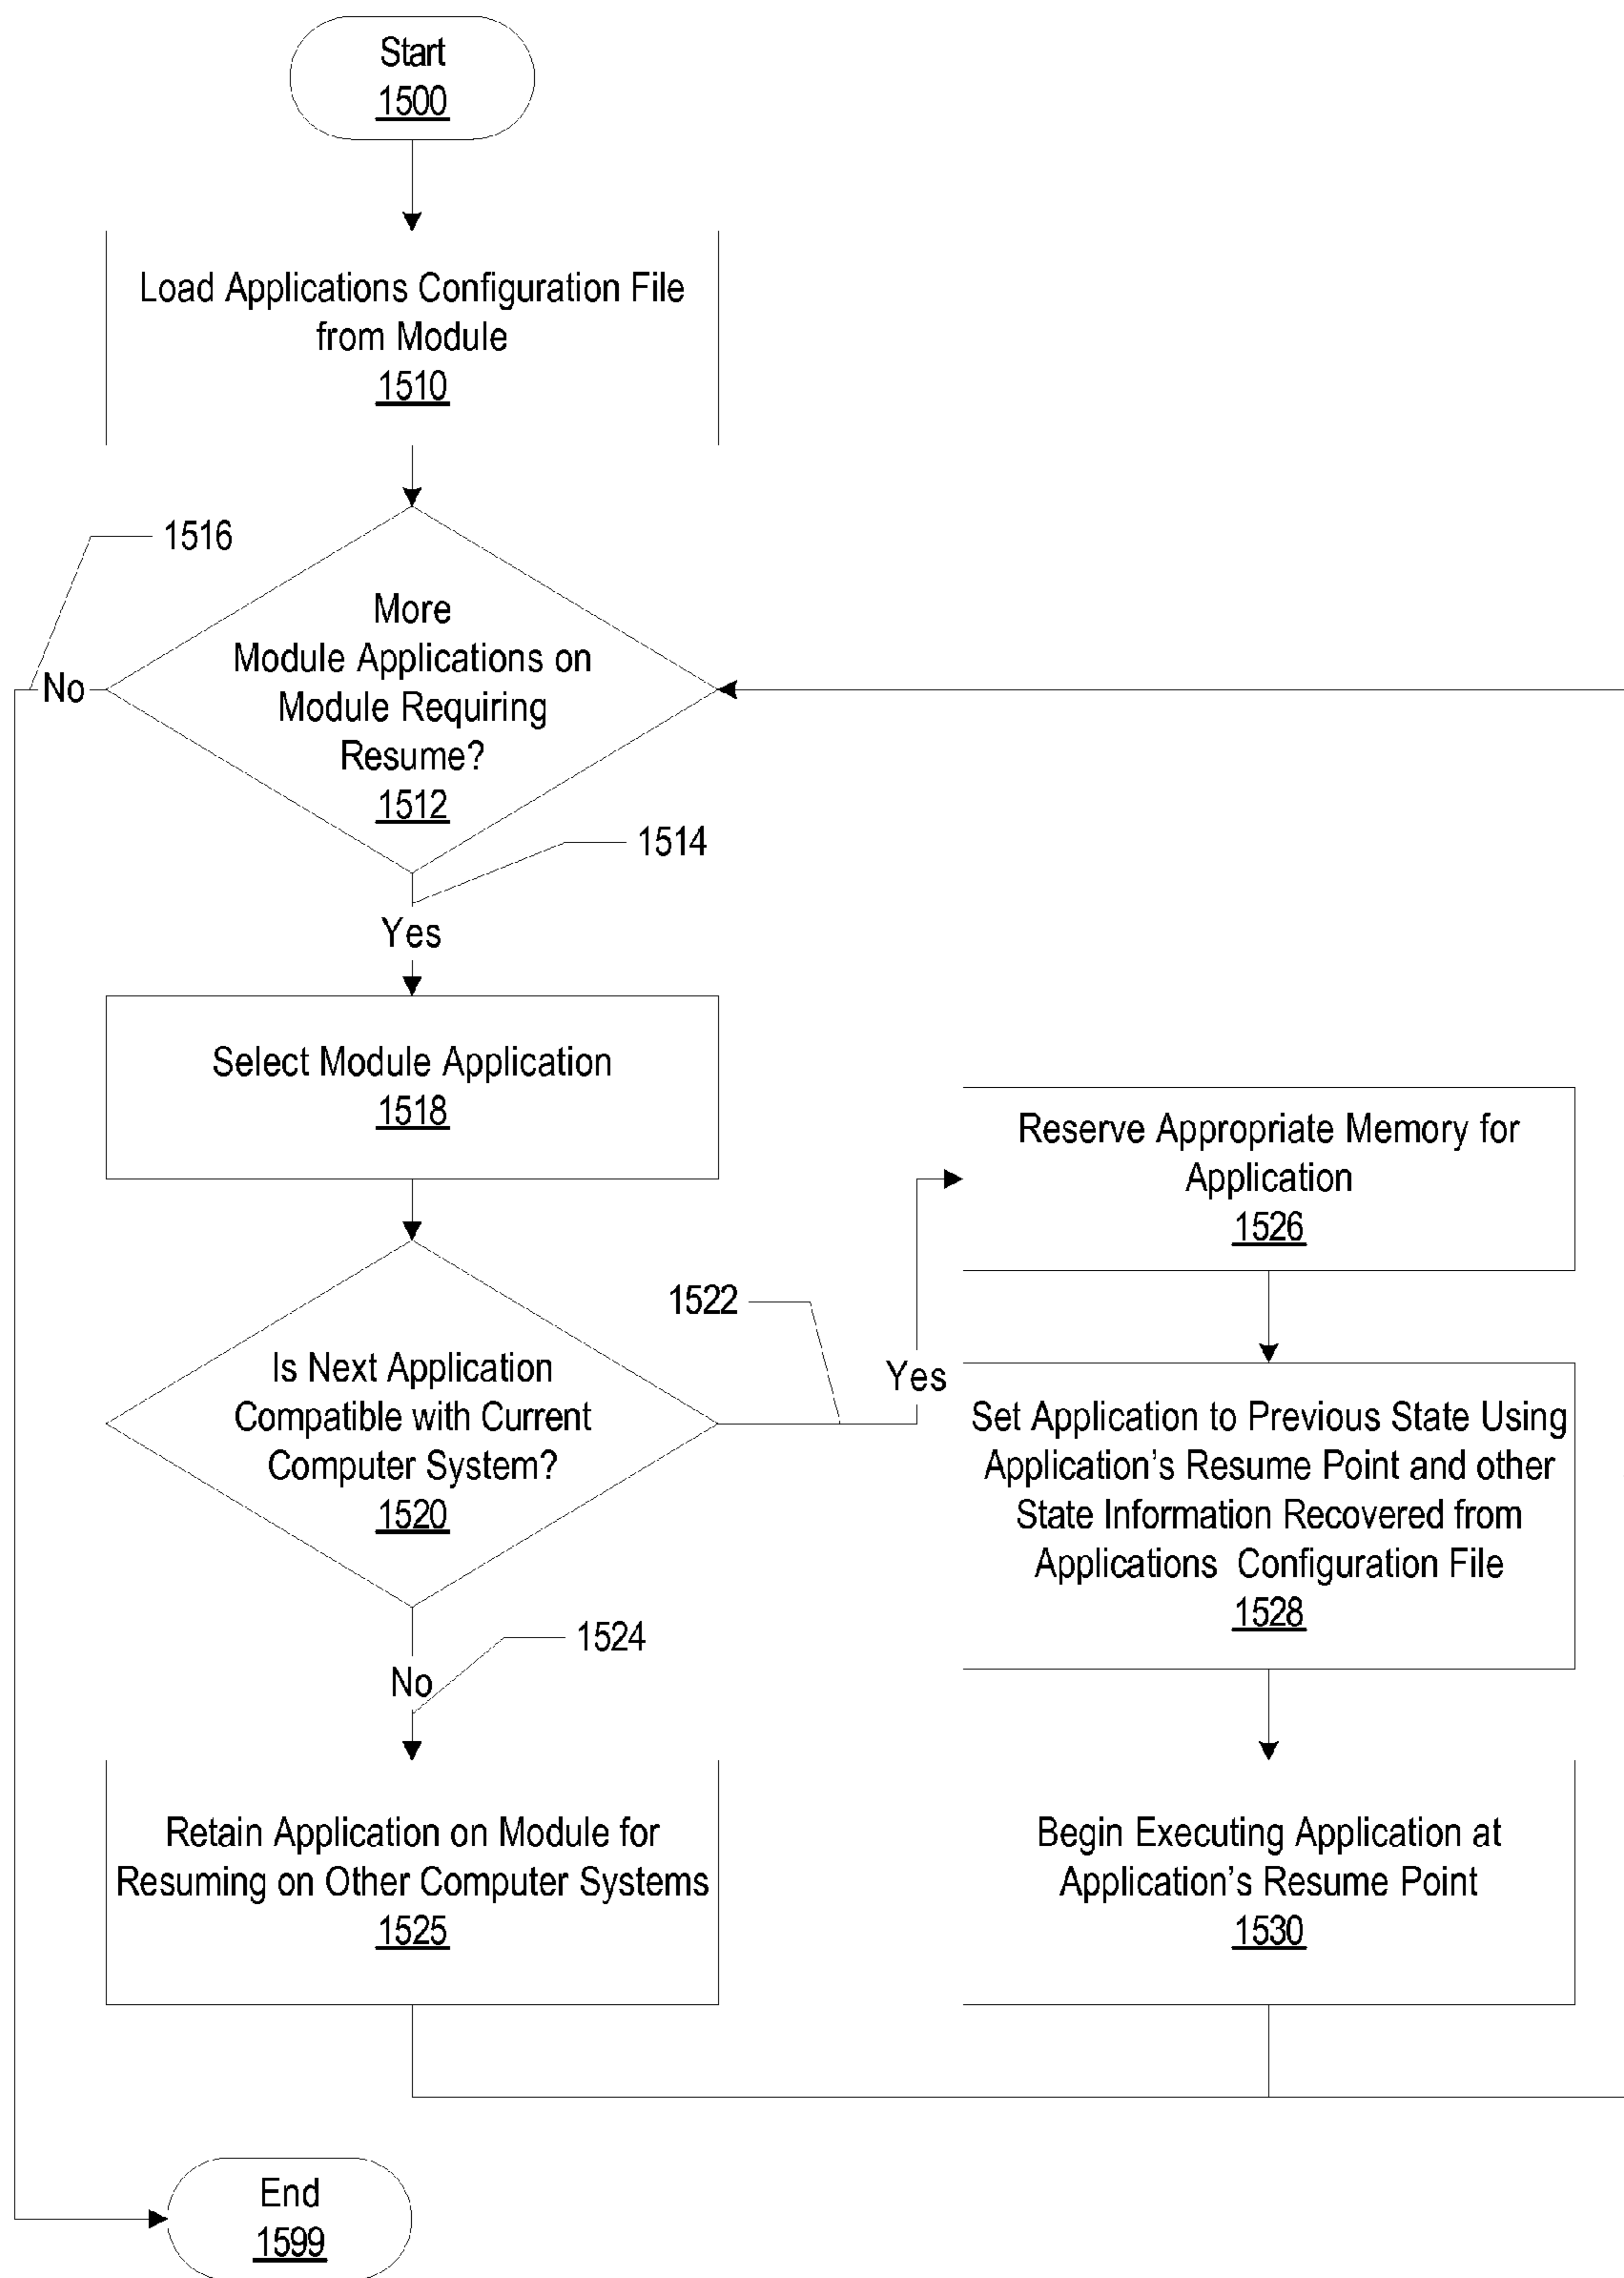 Start
1500
Load Applications Configuration File
from Module
1510
1516
More
Module Applications on
Module Requiring
Resume?
1512
No
1514
Yes
Select Module Application
1518
Reserve Appropriate Memory for
Application
1526
1522
Is Next Application
Compatible with Current
Computer System?
1520
Yes
Set Application to Previous State Using
Application's Resume Point and other
State Information Recovered from
Applications Configuration File
1528
1524
No
Retain Application on Module for
Resuming on Other Computer Systems
1525
Begin Executing Application at
Application's Resume Point
1530
End
1599